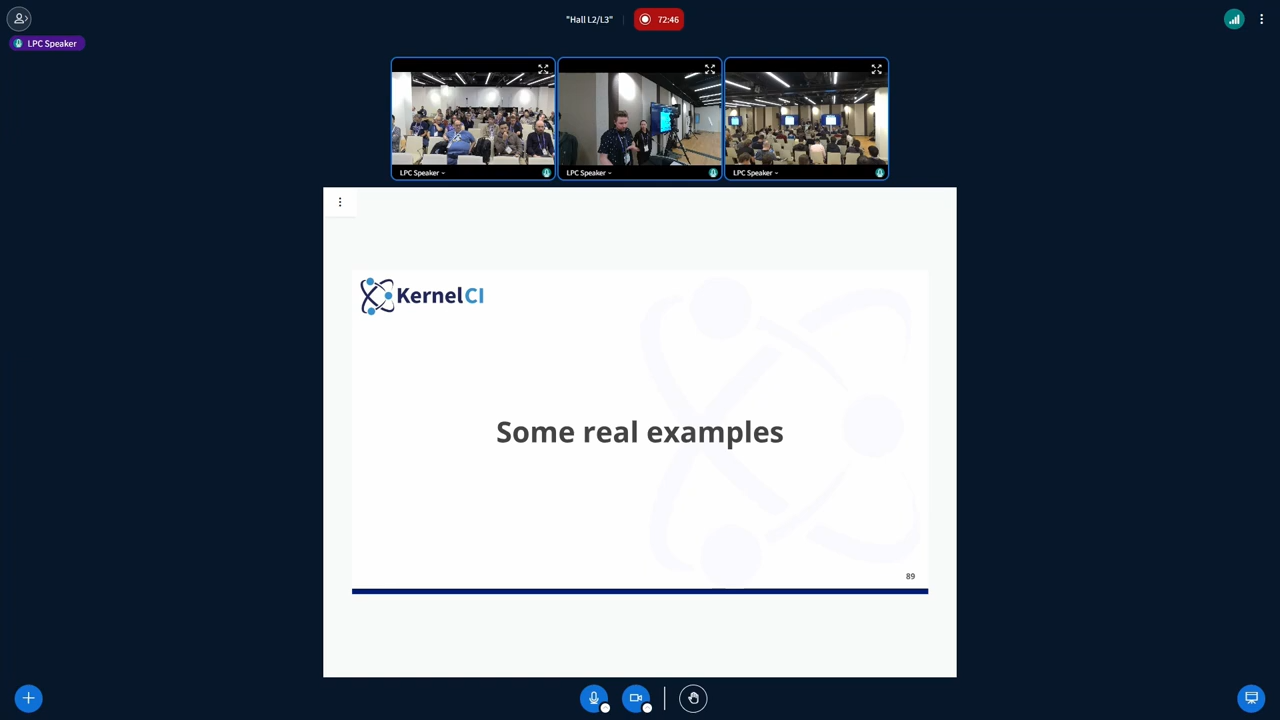 "Hall L2/L3"
72:46
LPC Speaker
LPC Speaker
LPC Speaker
LPC Speaker
KernelCI
Some real examples
89